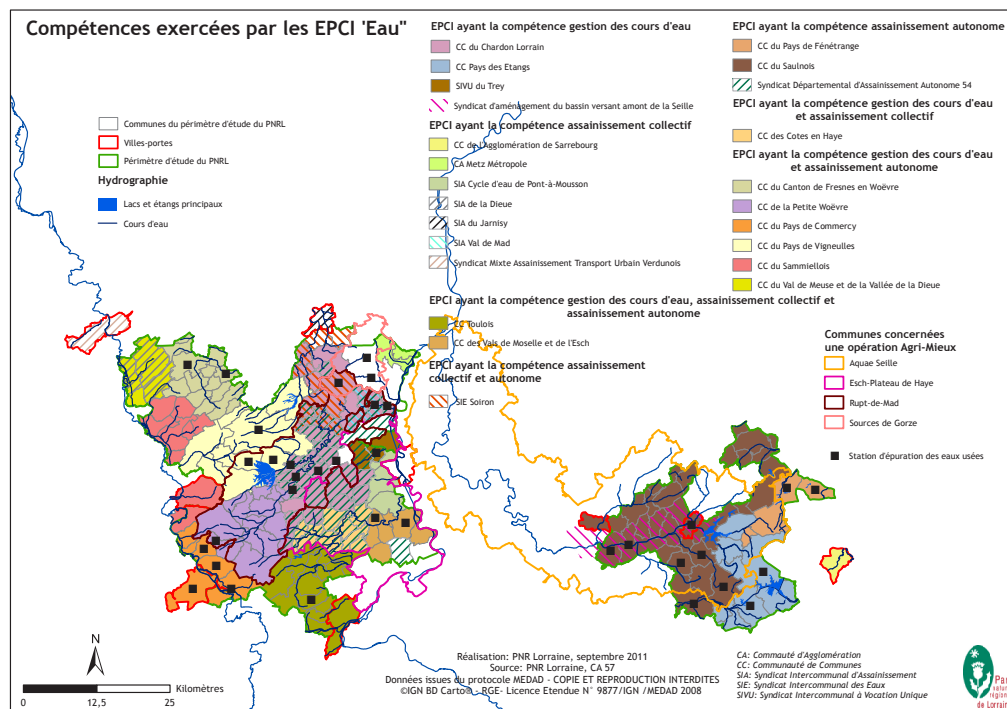 Compétences exercées par les EPCI 'Eau"
Communes du périmètre d'étude du PNRL
Villes-portes
Périmètre d'étude du PNRL
Hydrographie
Lacs et étangs principaux
Cours d'eau
EPCI ayant la compétence gestion des cours d'eau
CC du Chardon Lorrain
CC Pays des Etangs
SIVU du Trey
Syndicat d'aménagement du bassin versant amont de la Seille
EPCI ayant la compétence assainissement collectif
CC de L'Agglomération de Sarrebourg
CA Metz Métropole
SIA Cycle d'eau de Pont-à-Mousson
SIA de la Dieue
SIA du Jarnisy
SIA Val de Mad
Syndicat Mixte Assainissement Transport Urbain Verdunois
EPCI ayant la compétence gestion des cours d'eau, assainissement collectif et
assainissement autonome
CC Toulois
CC des Vals de Moselle et de l'Esch
EPCI ayant la compétence assainissement
collectif et autonome
SIE Soiron
EPCI ayant la compétence assainissement autonome
CC du Pays de Fénétrange
CC du Saulnois
Syndicat Départemental d'Assainissement Autonome 54
EPCI ayant la compétence gestion des cours d'eau
et assainissement collectif
CC des Cotes en Haye
EPCI ayant la compétence gestion des cours d'eau
et assainissement autonome
CC du Canton de Fresnes en Woëvre
CC de la Petite Woëvre
CC du Pays de Commercy
CC du Pays de Vigneulles
CC du Sammiellois
CC du Val de Meuse et de la Vallée de la Dieue
Communes concernées
une opération Agri-Mieux
Aquae Seille
Esch-Plateau de Haye
Rupt-de-Mad
Sources de Gorze
Station d'épuration des eaux usées
N
Kilomètres
0 12,5 25
Réalisation: PNR Lorraine, septembre 2011
Source: PNR Lorraine, CA 57
Données issues du protocole MEDAD - COPIE ET REPRODUCTION INTERDITES
©IGN BD Carto® - RGE- Licence Etendue N° 9877/IGN /MEDAD 2008
CA: Commauté d'Agglomération
CC: Communauté de Communes
SIA: Syndicat Intercommunal d'Assainissement
SIE: Syndicat Intercommunal des Eaux
SIVU: Syndicat Intercommunal à Vocation Unique
Par
naturel
régional
de Lorraine